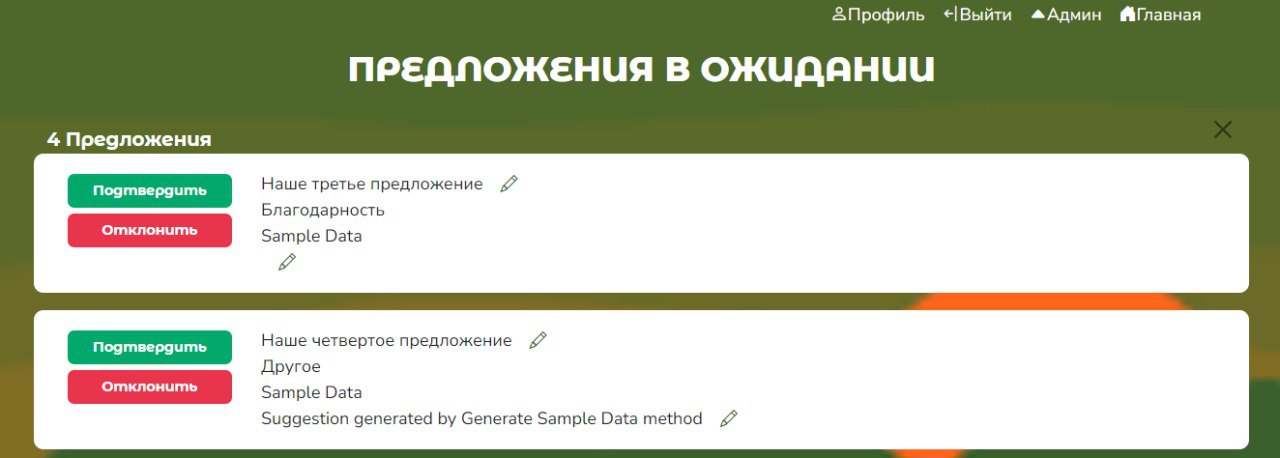 Профиль Выйти Админ Главная
ПРЕДЛОЖЕНИЯ В ОЖИДАНИИ
4 Предложения
Подтвердить
Отклонить
Наше третье предложение
Благодарность
Sample Data
Подтвердить
Отклонить
Наше четвертое предложение
Другое
Sample Data
Suggestion generated by Generate Sample Data method